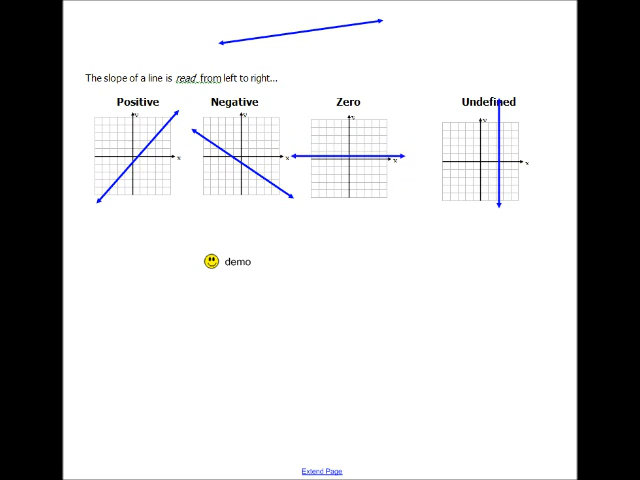 The slope of a line is read from left to right...
Positive Negative Zero Undefined
y y y y
x x x x
demo
Extend Page